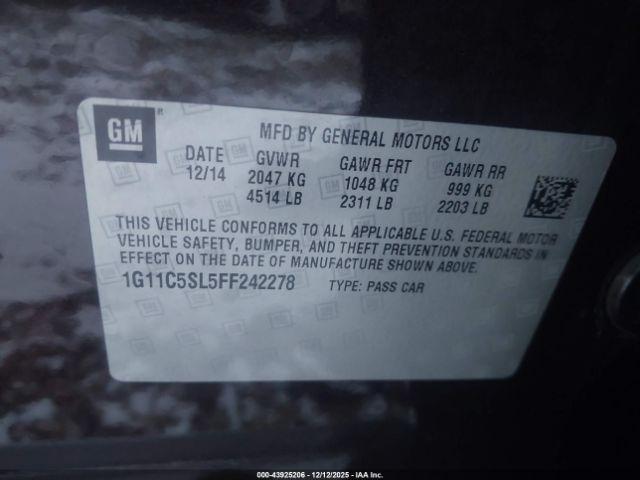 GM
MFD BY GENERAL MOTORS LLC
DATE GVWR GAWR FRT GAWR RR
12/14 2047 KG 1048 KG 999 KG
4514 LB 2311 LB 2203 LB
THIS VEHICLE CONFORMS TO ALL APPLICABLE U.S. FEDERAL MOTOR
VEHICLE SAFETY, BUMPER, AND THEFT PREVENTION STANDARDS IN
EFFECT ON THE DATE OF MANUFACTURE SHOWN ABOVE.
1G11C5SL5FF242278 TYPE: PASS CAR
000-43925206 - 12/12/2025 - IAA Inc.